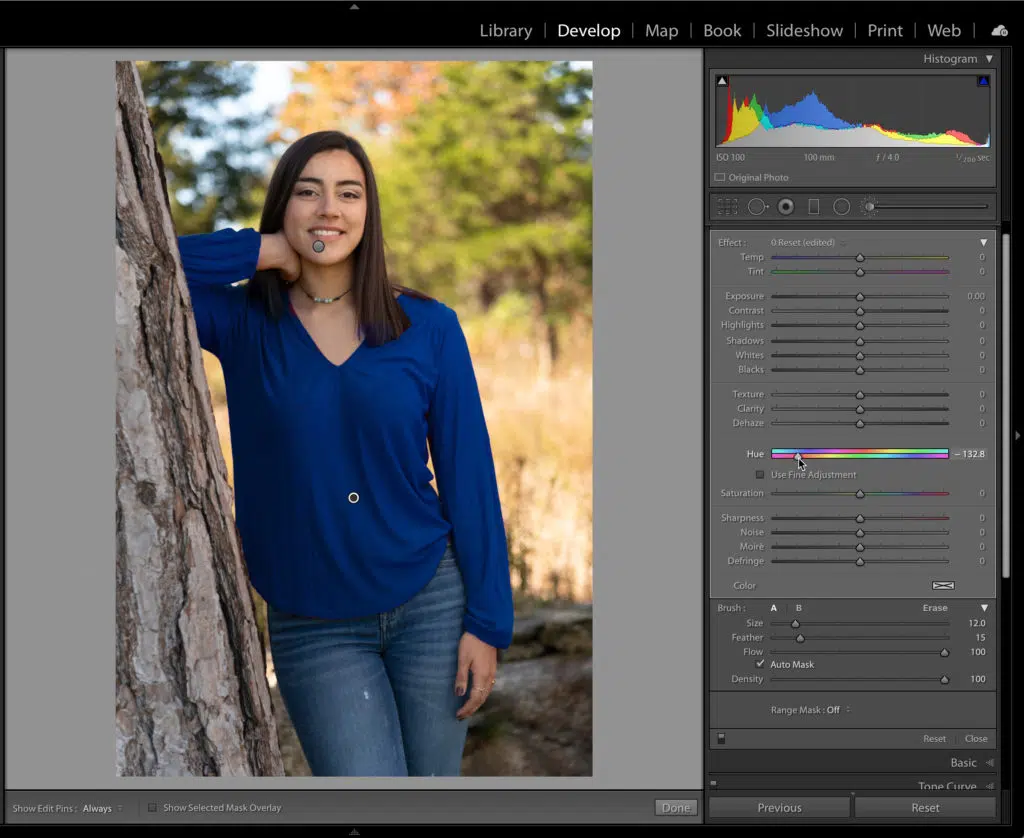 Library | Develop | Map | Book | Slideshow | Print | Web |
Histogram
ISO 100 100 mm ƒ / 4.0 1/200 sec
Original Photo
Effect : 0 Reset (edited)
Temp 0
Tint 0
Exposure 0.00
Contrast 0
Highlights 0
Shadows 0
Whites 0
Blacks 0
Texture 0
Clarity 0
Dehaze 0
Hue – 132.8
Use Fine Adjustment
Saturation 0
Sharpness 0
Noise 0
Moiré 0
Defringe 0
Color
Brush : A | B Erase
Size 12.0
Feather 15
Flow 100
Auto Mask
Density 100
Range Mask : Off
Reset | Close
Basic
Tone Curve
Show Edit Pins : Always Show Selected Mask Overlay Done
Previous Reset